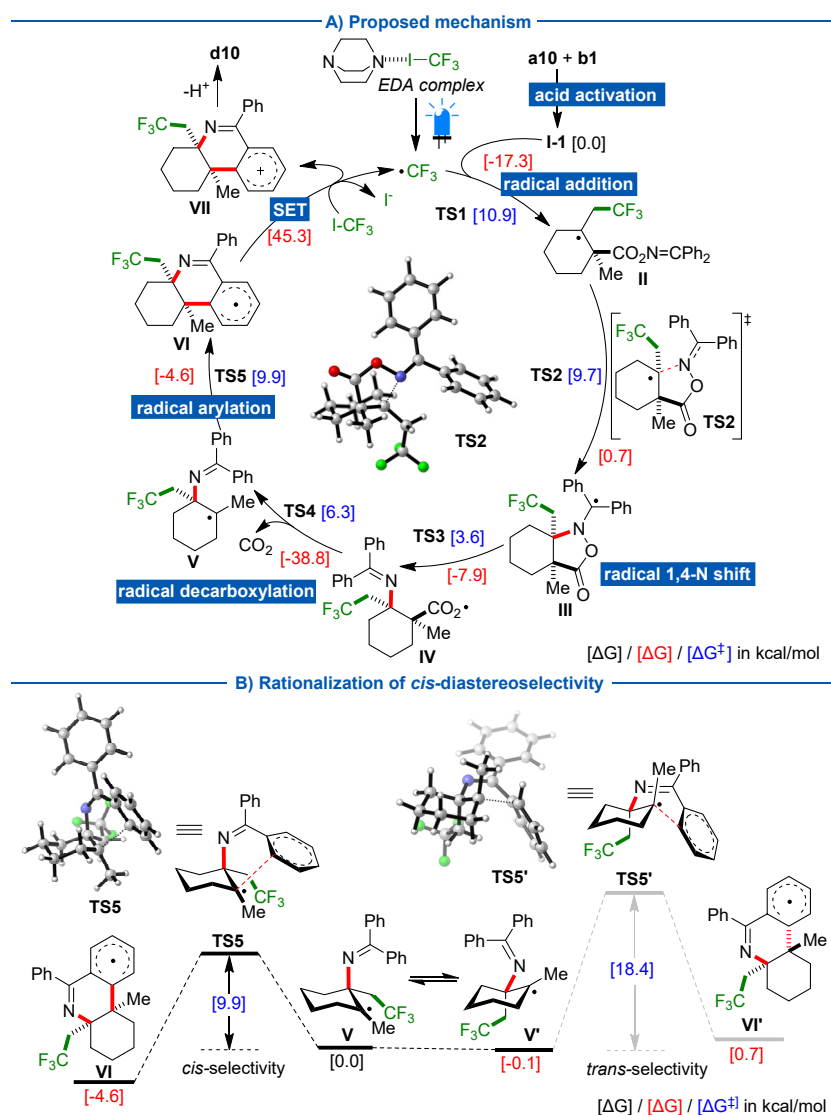 A) Proposed mechanism
d10
-H+
F3C
N
Ph
Me
+
VII
N
N
I
CF3
EDA complex
a10 + b1
acid activation
I-1 [0.0]
[-17.3]
radical addition
•CF3
I-
I-CF3
SET
[45.3]
TS1 [10.9]
CF3
CO2N=CPh2
Me
II
F3C
N
Ph
Me
VI
[-4.6]
TS5 [9.9]
radical arylation
TS2
TS2
[9.7]
‡
F3C
Ph
Ph
N
O
Me
O
TS2
[0.7]
Ph
N
Ph
F3C
Me
V
TS4
[6.3]
CO2
[-38.8]
radical decarboxylation
TS3
[3.6]
[-7.9]
Ph
Ph
N
F3C
CO2•
Me
IV
F3C
Ph
Ph
N
O
Me
O
III
radical 1,4-N shift
[ΔG] / [ΔG] / [ΔG‡] in kcal/mol
B) Rationalization of cis-diastereoselectivity
TS5
Ph
N
CF3
Me
TS5
TS5'
Me
Ph
N
F3C
TS5'
Ph
N
Me
F3C
VI
[-4.6]
[9.9]
cis-selectivity
Ph
N
Ph
CF3
Me
V
[0.0]
Ph
Ph
N
Me
F3C
V'
[-0.1]
[18.4]
trans-selectivity
Ph
N
Me
F3C
VI'
[0.7]
[ΔG] / [ΔG] / [ΔG‡] in kcal/mol